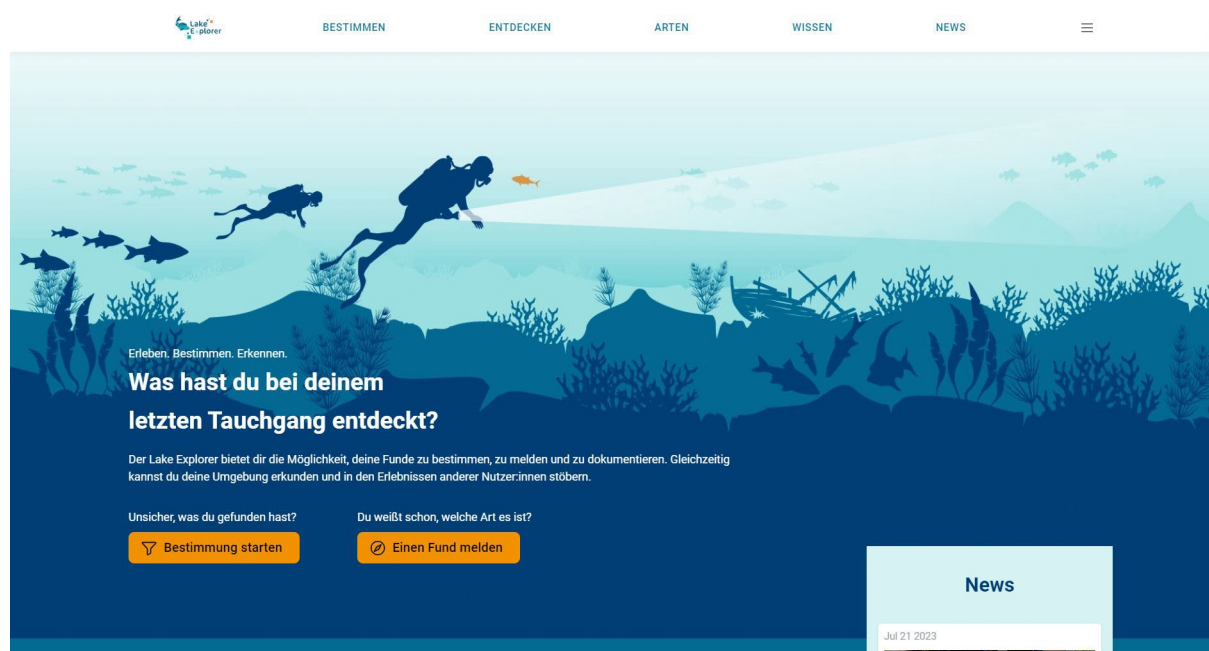 Lake
Explorer
BESTIMMEN
ENTDECKEN
ARTEN
WISSEN
NEWS
Erleben. Bestimmen. Erkennen.
Was hast du bei deinem
letzten Tauchgang entdeckt?
Der Lake Explorer bietet dir die Möglichkeit, deine Funde zu bestimmen, zu melden und zu dokumentieren. Gleichzeitig
kannst du deine Umgebung erkunden und in den Erlebnissen anderer Nutzer:innen stöbern.
Unsicher, was du gefunden hast?
Bestimmung starten
Du weißt schon, welche Art es ist?
Einen Fund melden
News
Jul 21 2023